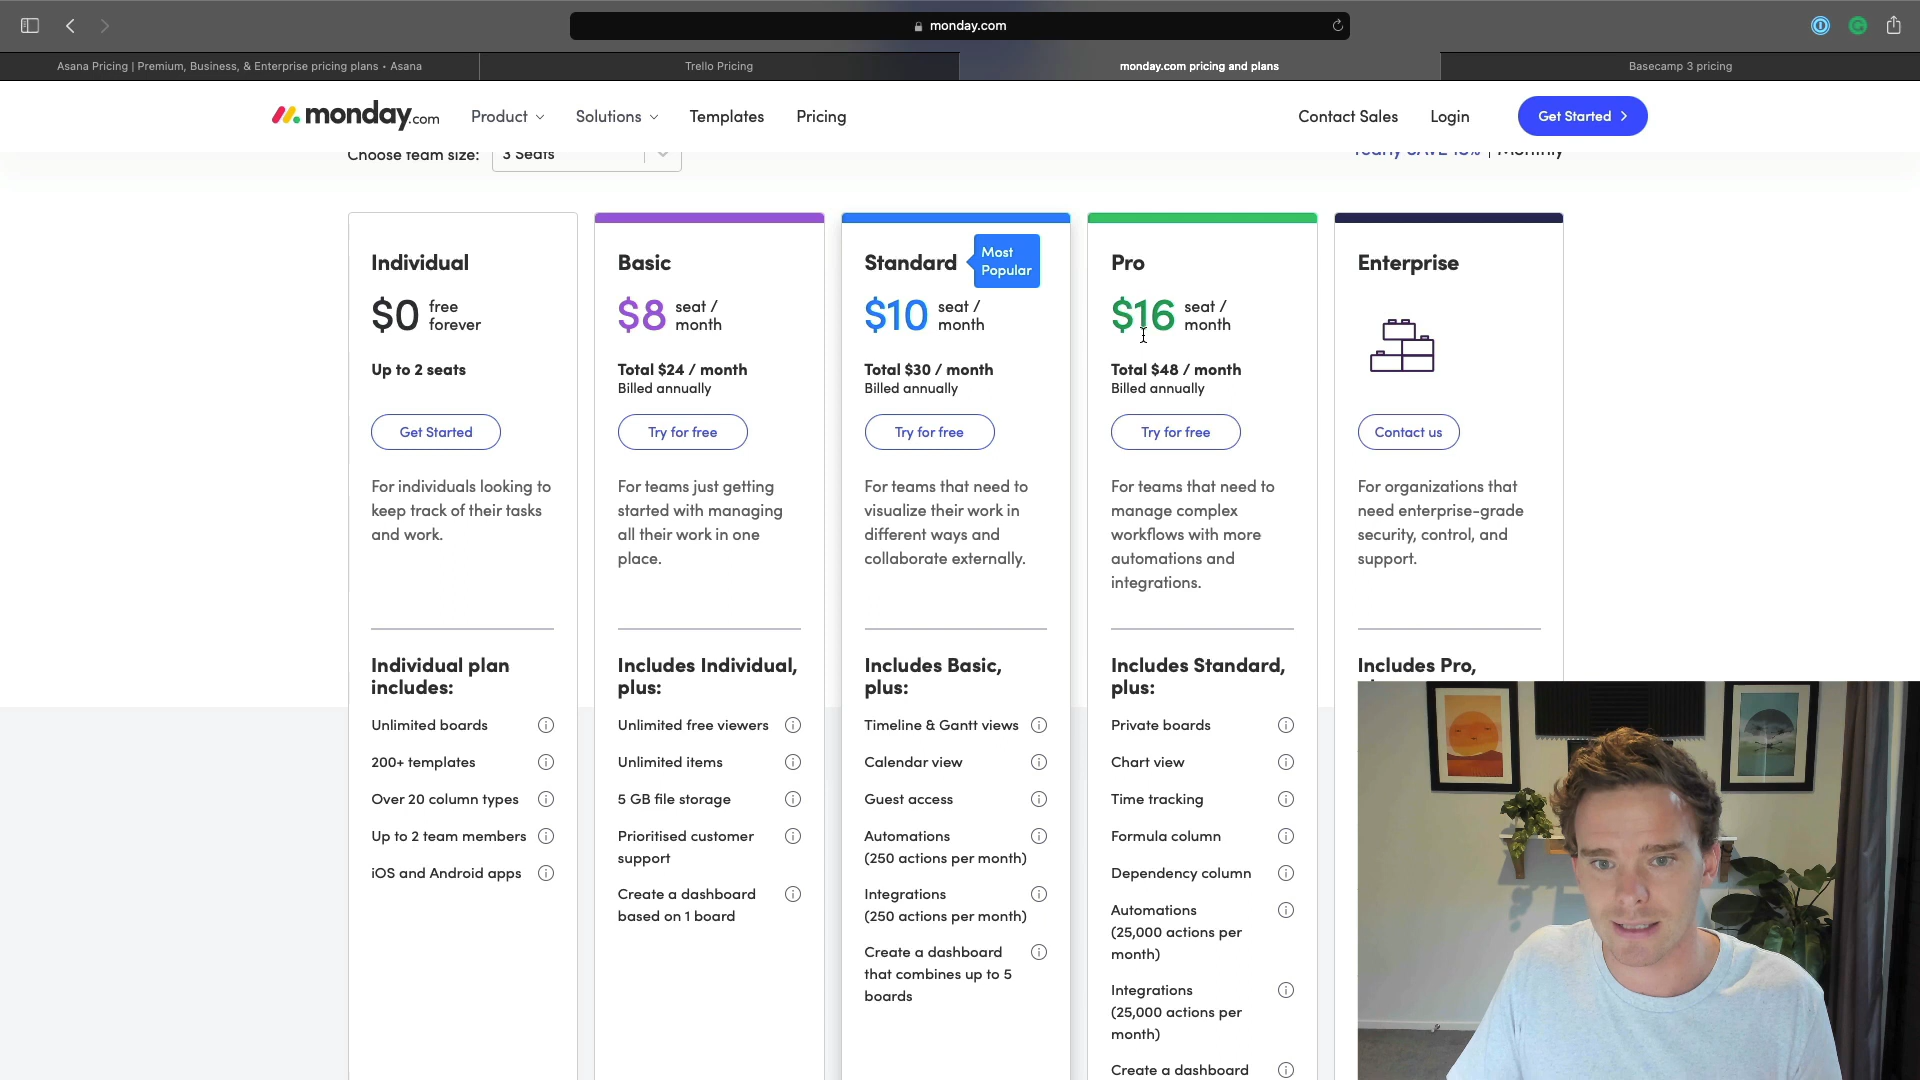 monday.com
Asana Pricing | Premium, Business, & Enterprise pricing plans • Asana
Trello Pricing
monday.com pricing and plans
Basecamp 3 pricing
monday.com
Product
Solutions
Templates
Pricing
Contact Sales
Login
Get Started
Choose team size:
3 Seats
Yearly SAVE 18% | Monthly
Individual
$0 free
forever
Up to 2 seats
Get Started
For individuals looking to
keep track of their tasks
and work.
Individual plan
includes:
Unlimited boards
200+ templates
Over 20 column types
Up to 2 team members
iOS and Android apps
Basic
$8 seat /
month
Total $24 / month
Billed annually
Try for free
For teams just getting
started with managing
all their work in one
place.
Includes Individual,
plus:
Unlimited free viewers
Unlimited items
5 GB file storage
Prioritised customer
support
Create a dashboard
based on 1 board
Standard
Most
Popular
$10 seat /
month
Total $30 / month
Billed annually
Try for free
For teams that need to
visualize their work in
different ways and
collaborate externally.
Includes Basic,
plus:
Timeline & Gantt views
Calendar view
Guest access
Automations
(250 actions per month)
Integrations
(250 actions per month)
Create a dashboard
that combines up to 5
boards
Pro
$16 seat /
month
Total $48 / month
Billed annually
Try for free
For teams that need to
manage complex
workflows with more
automations and
integrations.
Includes Standard,
plus:
Private boards
Chart view
Time tracking
Formula column
Dependency column
Automations
(25,000 actions per
month)
Integrations
(25,000 actions per
month)
Create a dashboard
Enterprise
Contact us
For organizations that
need enterprise-grade
security, control, and
support.
Includes Pro,